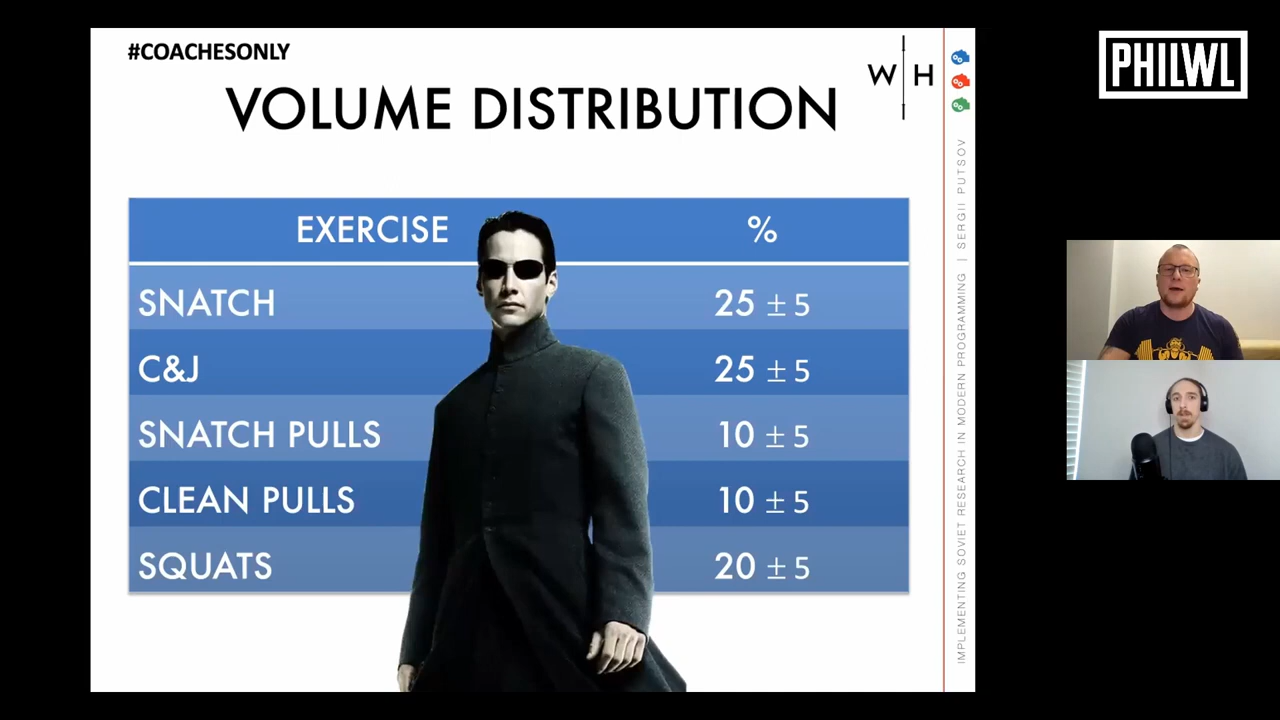 #COACHESONLY
W H
VOLUME DISTRIBUTION
EXERCISE %
SNATCH 25 ± 5
C&J 25 ± 5
SNATCH PULLS 10 ± 5
CLEAN PULLS 10 ± 5
SQUATS 20 ± 5
IMPLEMENTING SOVIET RESEARCH IN MODERN PROGRAMMING | SERGII PUTSOV
PHILWL